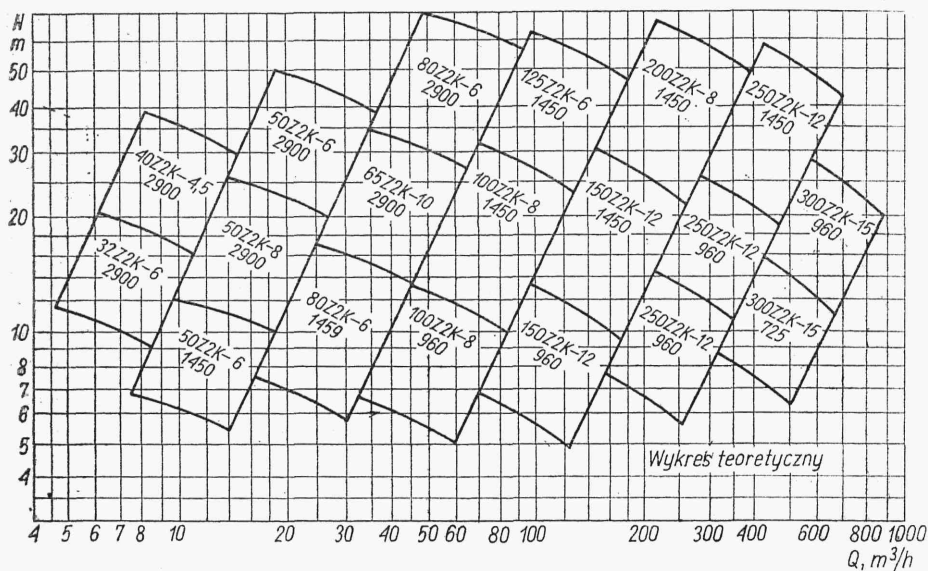 H
m
50
40
30
20
10
8
7
6
5
4
4 5 6 7 8 10 20 30 40 50 60 80 100 200 300 400 600 800 1000
Q, m³/h
40Z2K-4,5
2900
32Z2K-6
2900
50Z2K-6
2900
50Z2K-8
2900
50Z2K-6
1450
80Z2K-6
2900
65Z2K-10
2900
80Z2K-6
1459
125Z2K-6
1450
100Z2K-8
1450
100Z2K-8
960
200Z2K-8
1450
150Z2K-12
1450
150Z2K-12
960
250Z2K-12
1450
250Z2K-12
960
250Z2K-12
960
300Z2K-15
960
300Z2K-15
725
Wykres teoretyczny